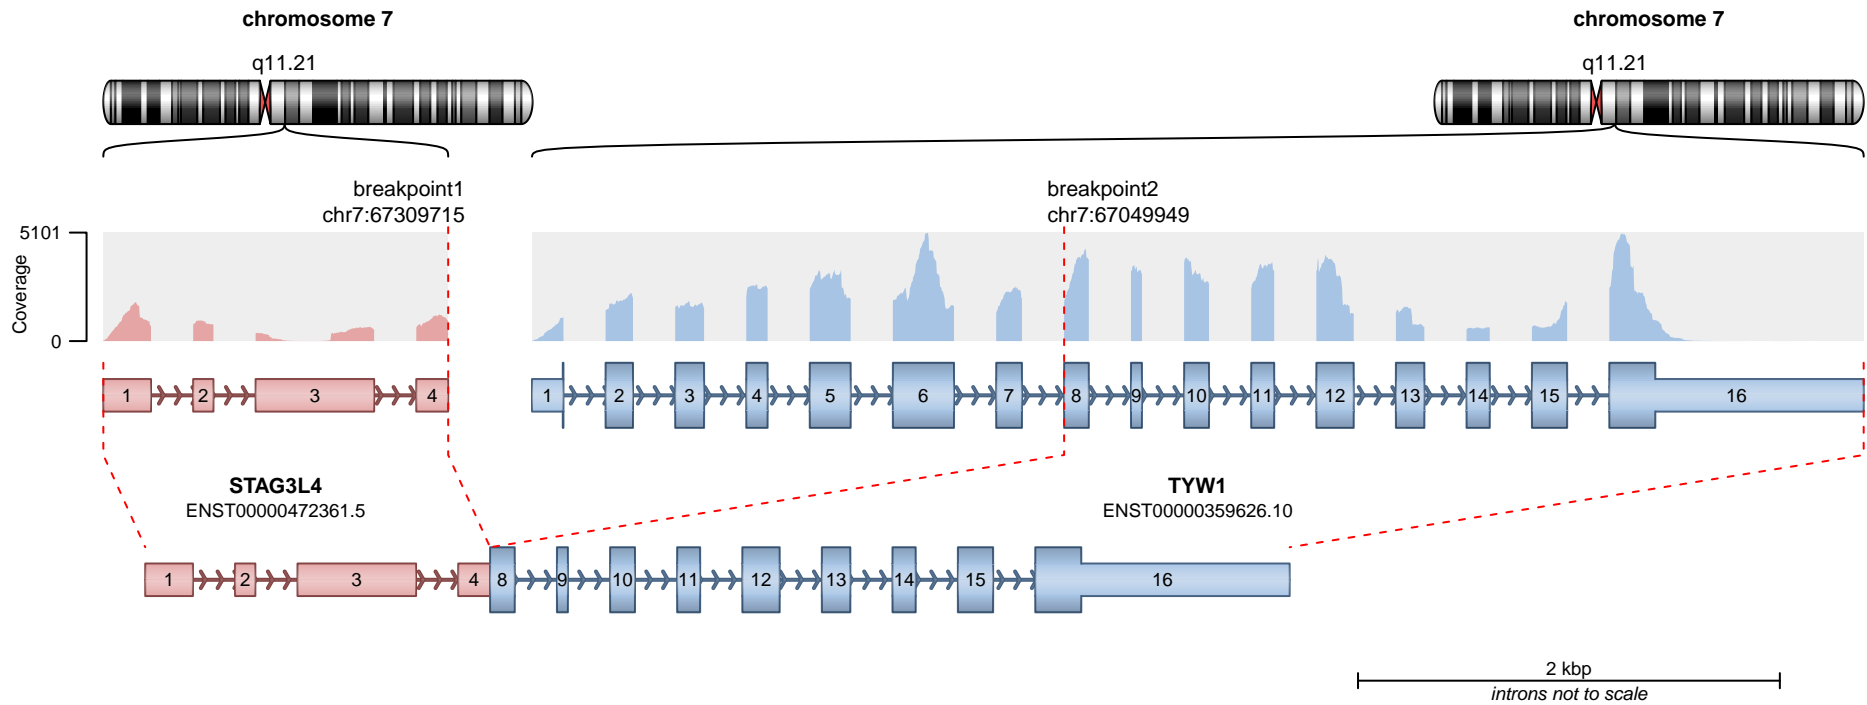 chromosome 7
chromosome 7
q11.21
q11.21
breakpoint1
chr7:67309715
breakpoint2
chr7:67049949
5101
Coverage
0
1 2 3 4
1 2 3 4 5 6 7 8 9 10 11 12 13 14 15 16
STAG3L4
ENST00000472361.5
TYW1
ENST00000359626.10
1 2 3 4 8 9 10 11 12 13 14 15 16
2 kbp
introns not to scale